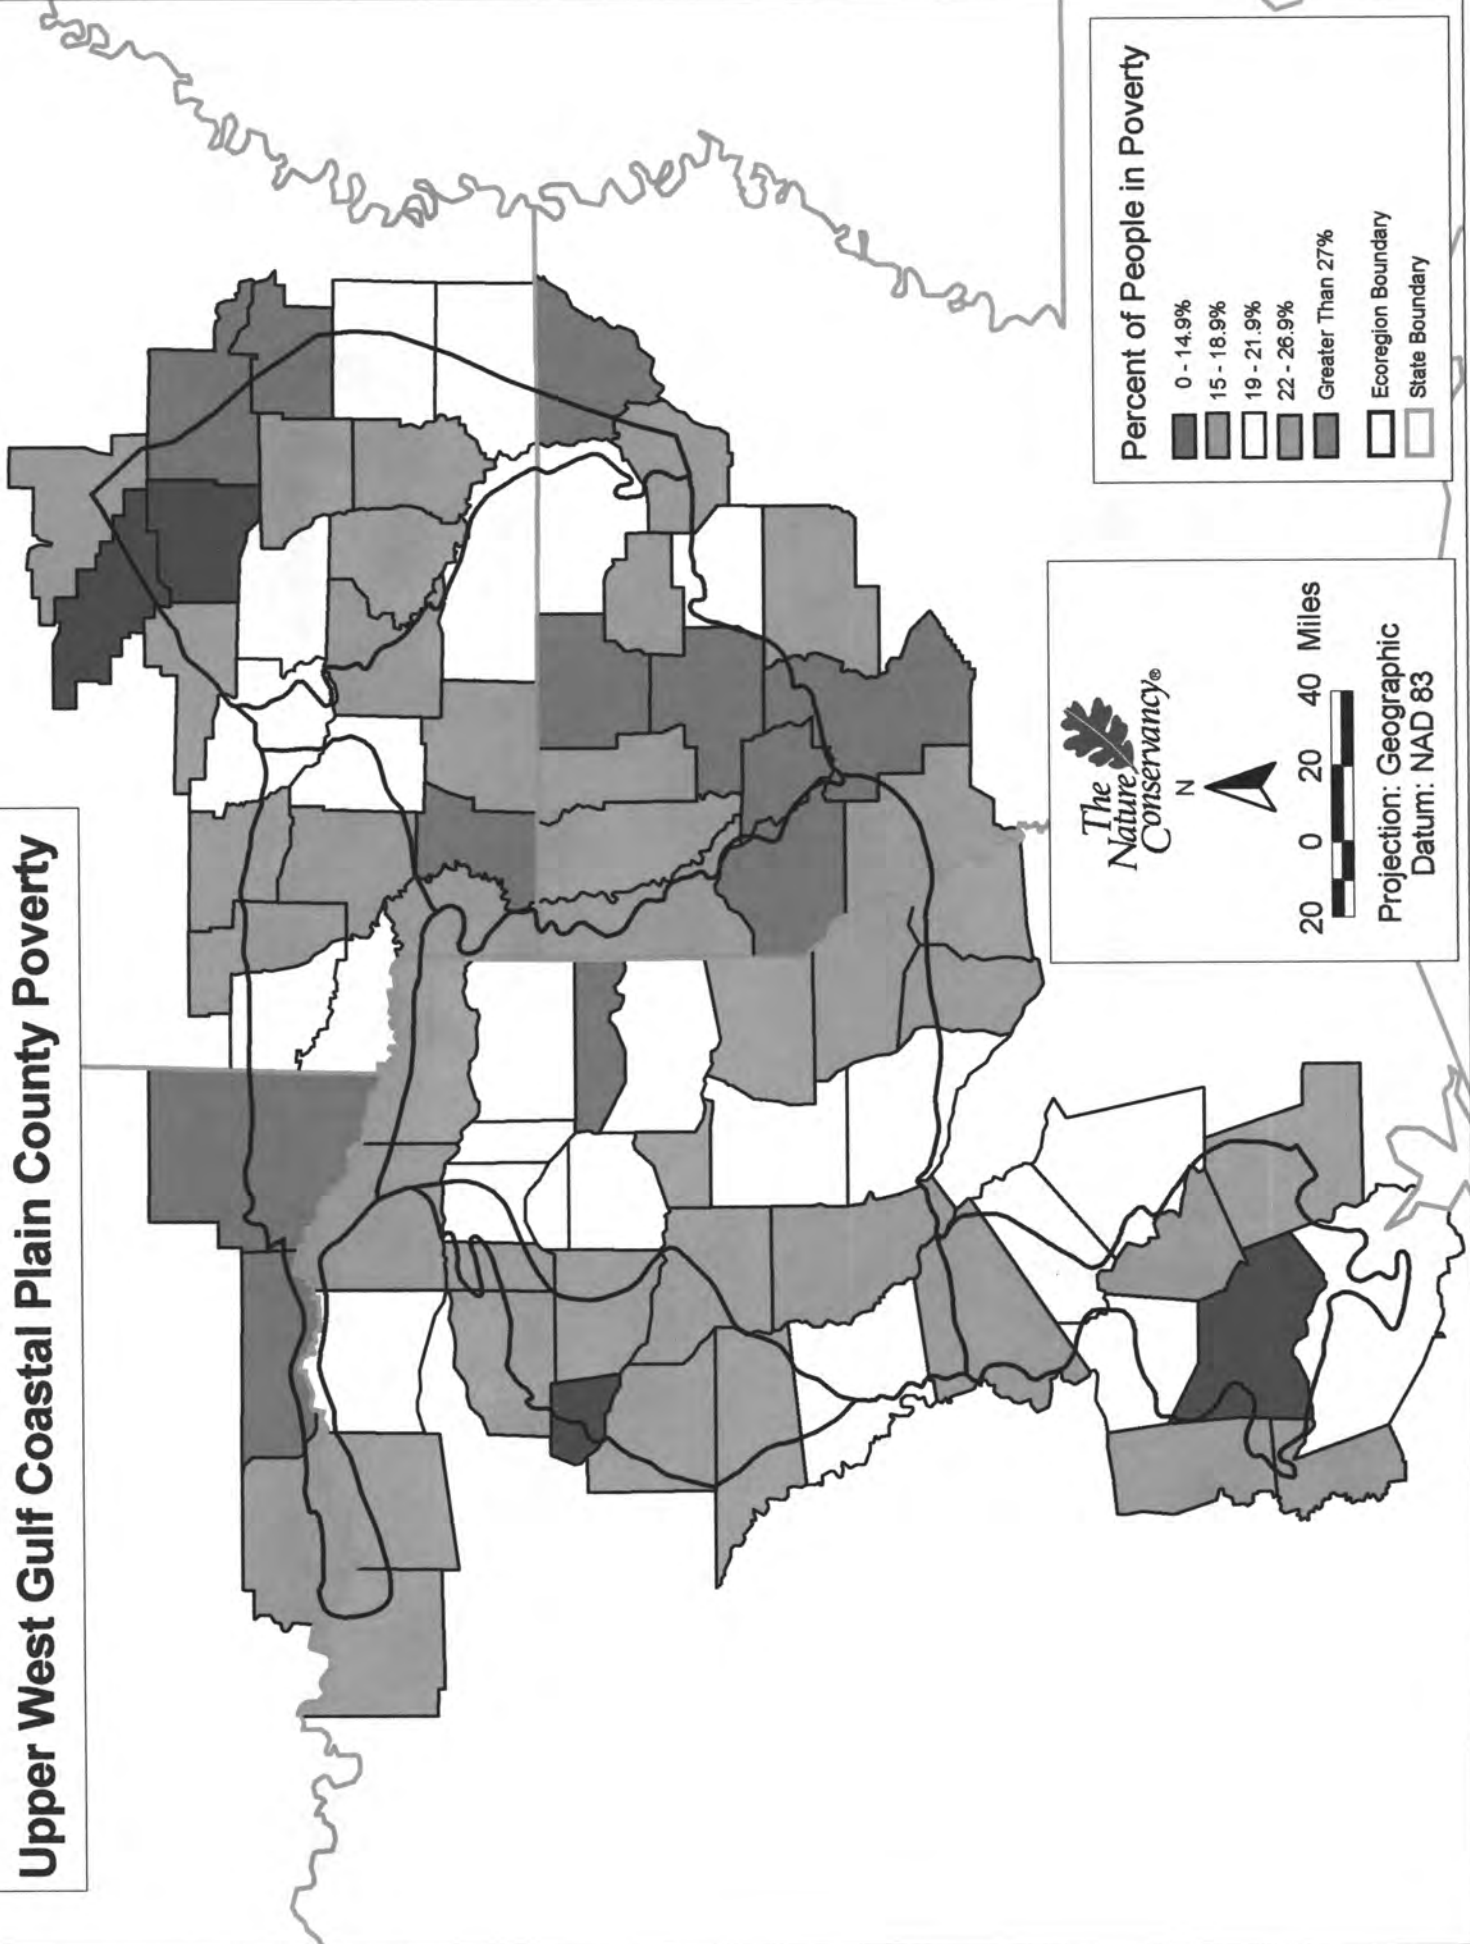 Upper West Gulf Coastal Plain County Poverty
Percent of People in Poverty
0 - 14.9%
15 - 18.9%
19 - 21.9%
22 - 26.9%
Greater Than 27%
Ecoregion Boundary
State Boundary
The
Nature
Conservancy®
N
20 0 20 40 Miles
Projection: Geographic
Datum: NAD 83